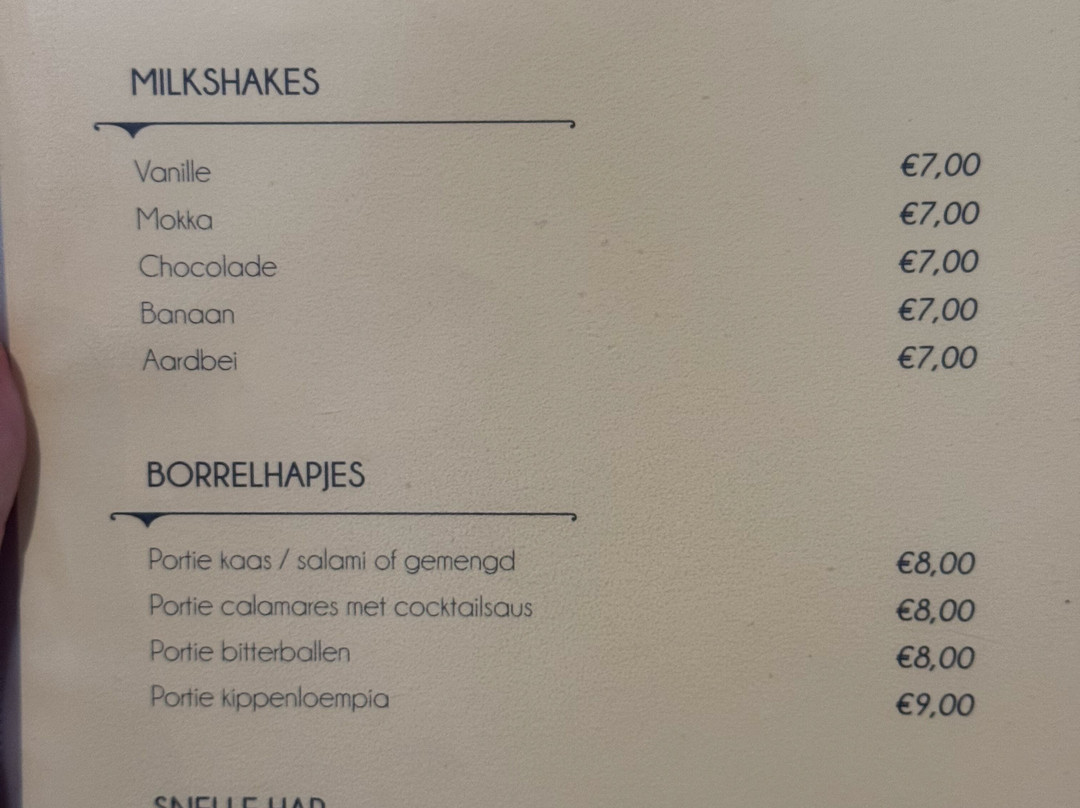 MILKSHAKES
Vanille €7,00
Mokka €7,00
Chocolade €7,00
Banaan €7,00
Aardbei €7,00
BORRELHAPJES
Portie kaas / salami of gemengd €8,00
Portie calamares met cocktailsaus €8,00
Portie bitterballen €8,00
Portie kippenloempia €9,00
SNELLE HAP